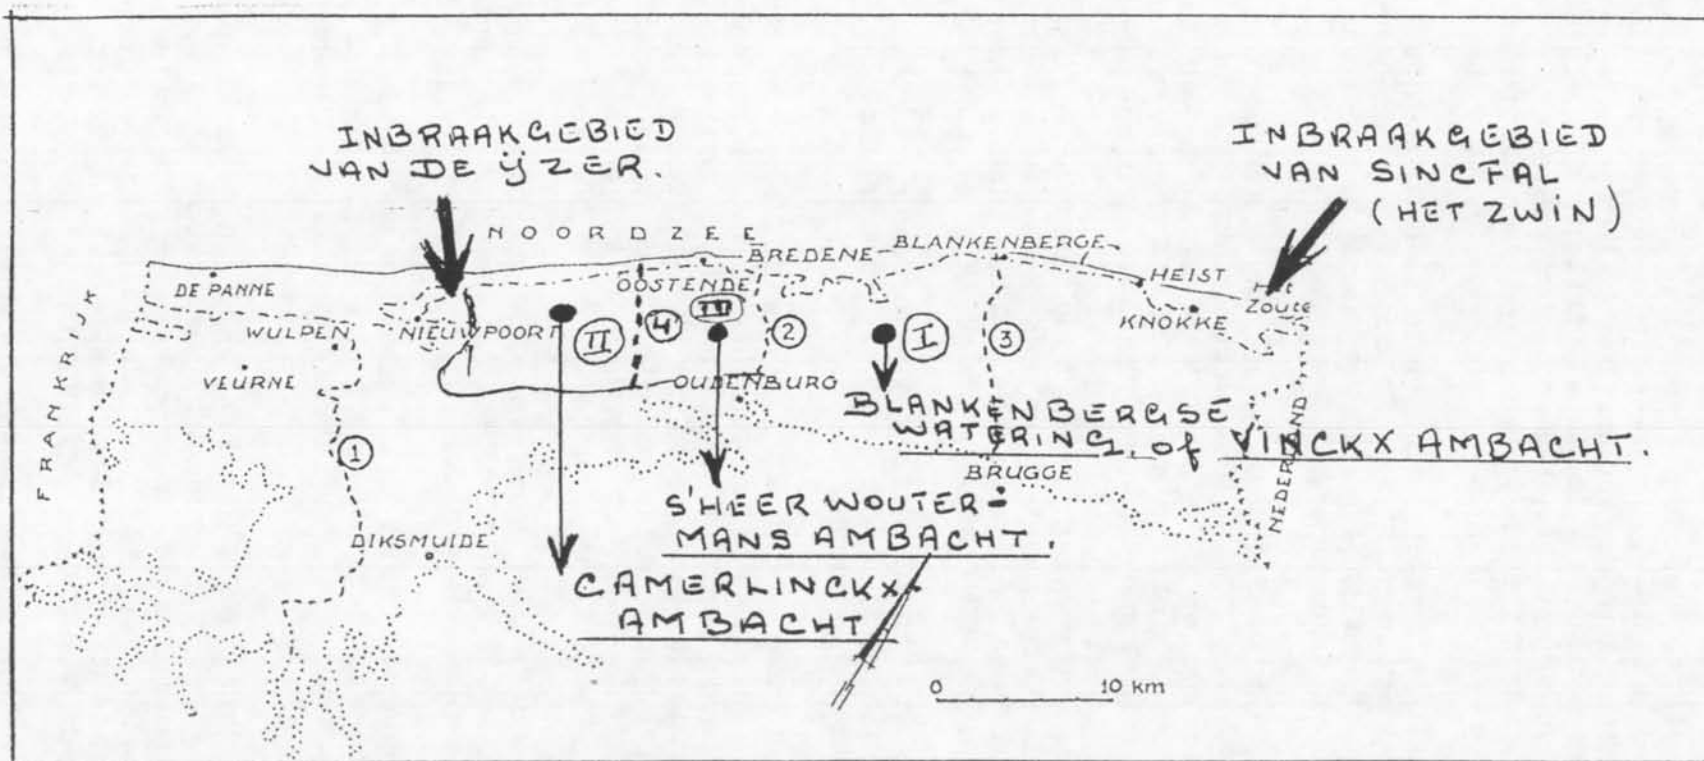 INBRAAKGEBIED
VAN DE ŸZER.
INBRAAKGEBIED
VAN SINCFAL
(HET ZWIN)
NOORDZEE
BREDENE
BLANKENBERGE
HEIST
DE PANNE
OOSTENDE
Het
Zoute
WULPEN
NIEUWPOORT
II
4
2
I
3
KNOKKE
VEURNE
OUDENBURG
FRANKRIJK
1
BLANKENBERGSE
WATERING. of VINCKX AMBACHT.
BRUGGE
NEDERLAND
S'HEER WOUTER-
MANS AMBACHT.
DIKSMUIDE
CAMERLINCKX-
AMBACHT
0 10 km